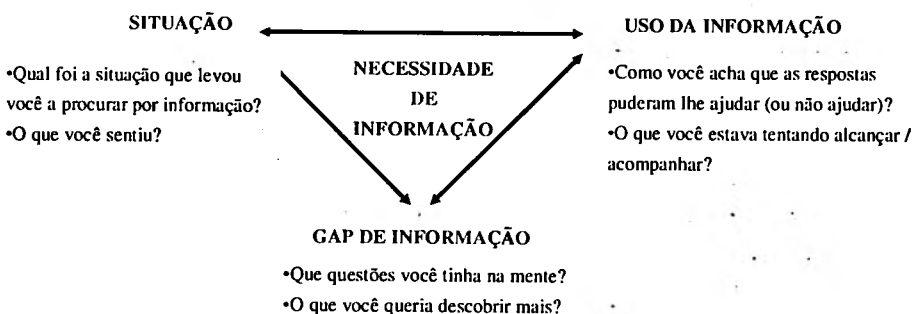 SITUAÇÃO
•Qual foi a situação que levou
você a procurar por informação?
•O que você sentiu?
NECESSIDADE
DE
INFORMAÇÃO
USO DA INFORMAÇÃO
•Como você acha que as respostas
puderam lhe ajudar (ou não ajudar)?
•O que você estava tentando alcançar /
acompanhar?
GAP DE INFORMAÇÃO
•Que questões você tinha na mente?
•O que você queria descobrir mais?